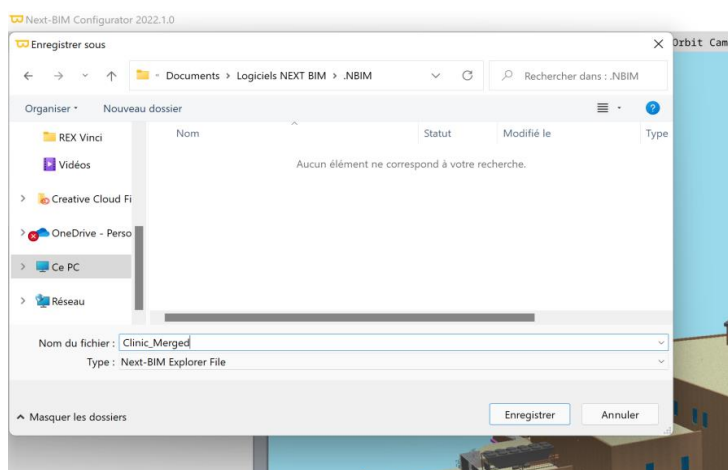 Next-BIM Configurator 2022.1.0
Enregistrer sous
Orbit Cam
Documents > Logiciels NEXT BIM > .NBIM
Rechercher dans : .NBIM
Organiser
Nouveau dossier
Nom
Statut
Modifié le
Type
REX Vinci
Aucun élément ne correspond à votre recherche.
Vidéos
Creative Cloud Fi
OneDrive - Perso
Ce PC
Réseau
Nom du fichier : Clinic_Merged
Type : Next-BIM Explorer File
Masquer les dossiers
Enregistrer
Annuler